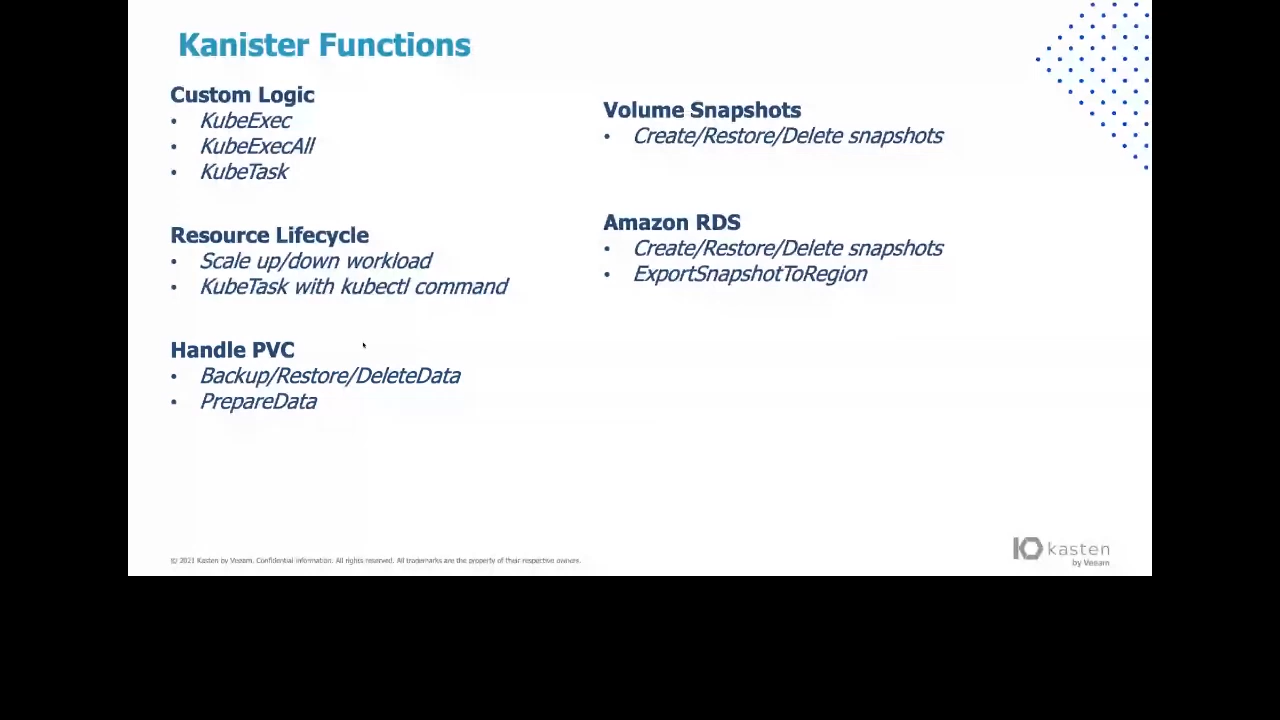 Kanister Functions
Custom Logic
• KubeExec
• KubeExecAll
• KubeTask
Resource Lifecycle
• Scale up/down workload
• KubeTask with kubectl command
Handle PVC
• Backup/Restore/DeleteData
• PrepareData
Volume Snapshots
• Create/Restore/Delete snapshots
Amazon RDS
• Create/Restore/Delete snapshots
• ExportSnapshotToRegion
© 2021 Kasten by Veeam. Confidential information. All rights reserved. All trademarks are the property of their respective owners.
kasten
by Veeam